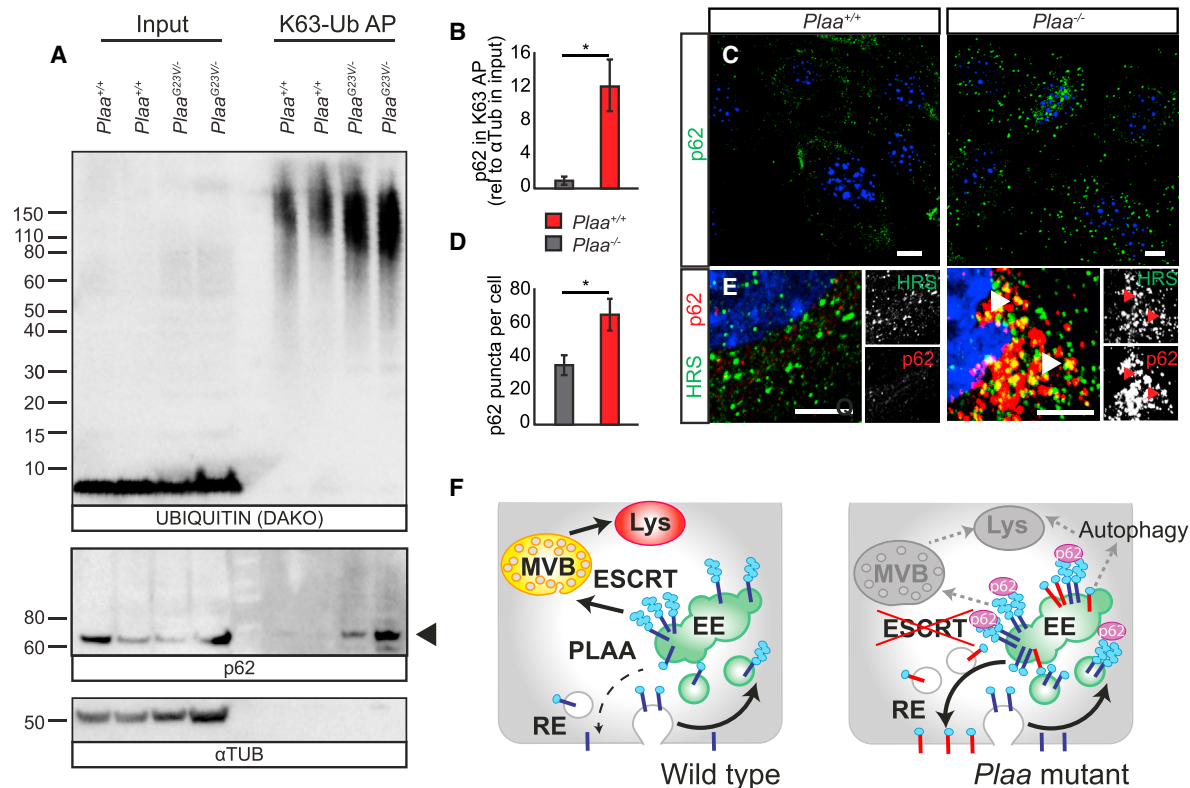 A
Input
K63-Ub AP
Plaa+/+
Plaa+/+
PlaaG23V/-
PlaaG23V/-
Plaa+/+
Plaa+/+
PlaaG23V/-
PlaaG23V/-
150
110
80
60
50
40
30
20
15
10
UBIQUITIN (DAKO)
80
60
p62
50
αTUB
B
p62 in K63 AP
(rel to αTub in input)
16
12
8
4
0
*
Plaa+/+
Plaa-/-
D
p62 puncta per cell
80
60
40
20
0
*
Plaa+/+
Plaa-/-
p62
C
HRS p62
E
HRS
p62
HRS
p62
F
Lys
MVB
ESCRT
EE
PLAA
RE
Wild type
Lys
Autophagy
p62
MVB
p62
p62
ESCRT
EE
p62
RE
Plaa mutant